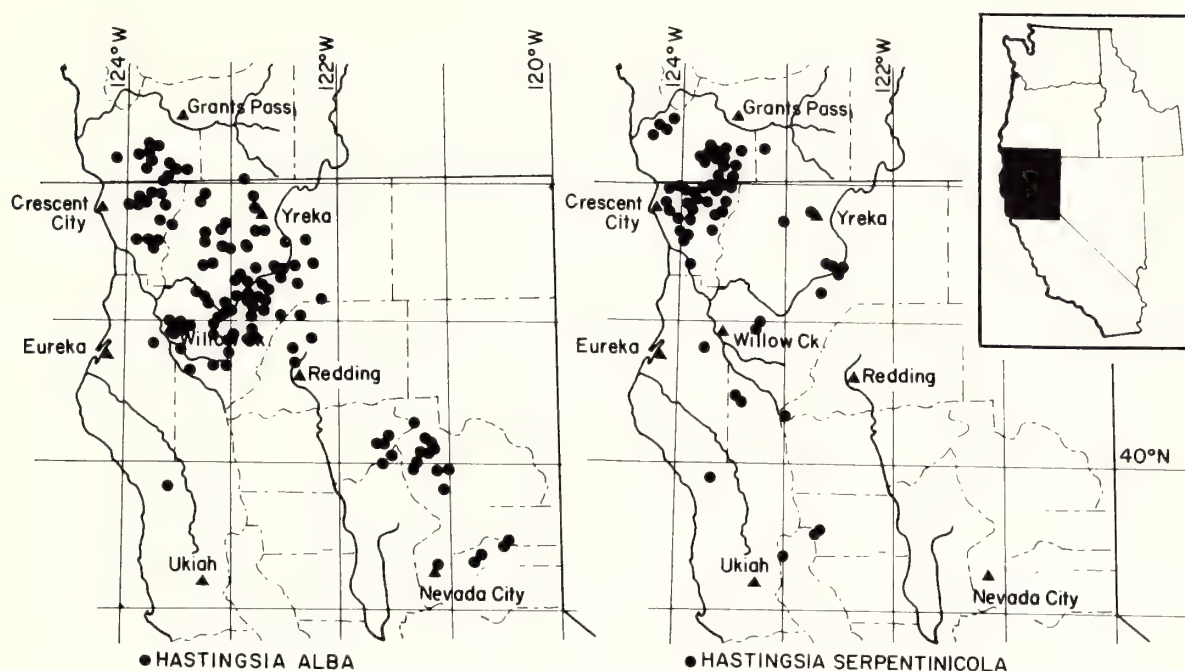 124°W
122°W
120°W
Grants Pass
Crescent
City
Yreka
Eureka
Willow Ck
Redding
Ukiah
Nevada City
● HASTINGSIA ALBA
124°W
122°W
Grants Pass
Crescent
City
Yreka
Eureka
Willow Ck
Redding
40°N
Ukiah
Nevada City
● HASTINGSIA SERPENTINICOLA